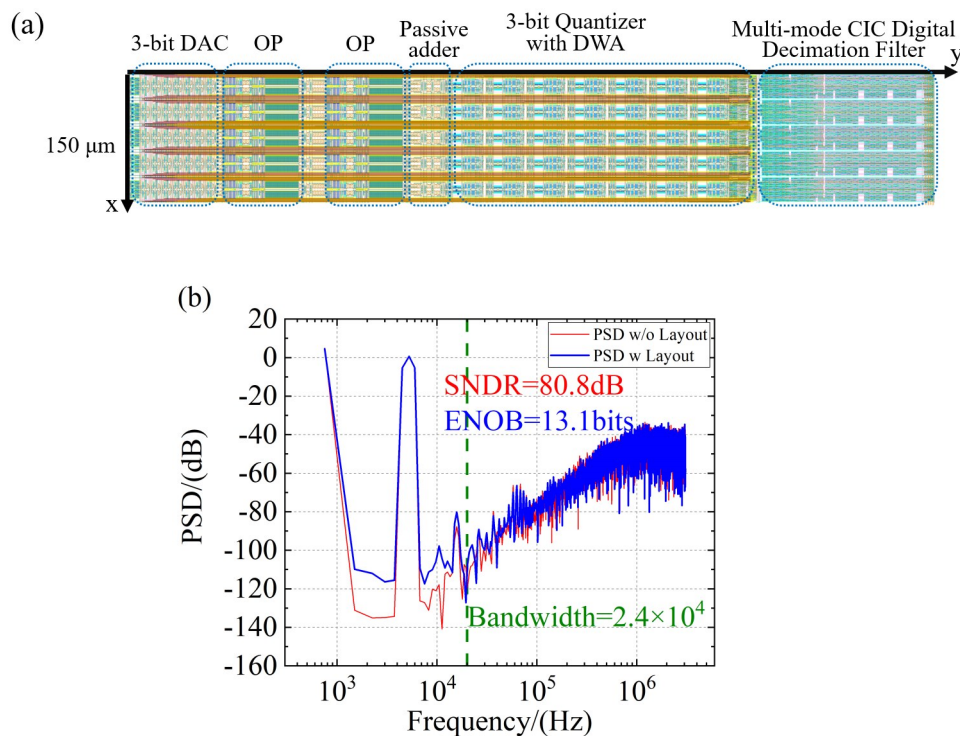 (a)
3-bit DAC
OP
OP
Passive
adder
3-bit Quantizer
with DWA
Multi-mode CIC Digital
Decimation Filter
y
150 μm
x
(b)
20
0
-20
-40
-60
-80
-100
-120
-140
-160
PSD/(dB)
PSD w/o Layout
PSD w Layout
SNDR=80.8dB
ENOB=13.1bits
Bandwidth=2.4×10⁴
10³
10⁴
10⁵
10⁶
Frequency/(Hz)